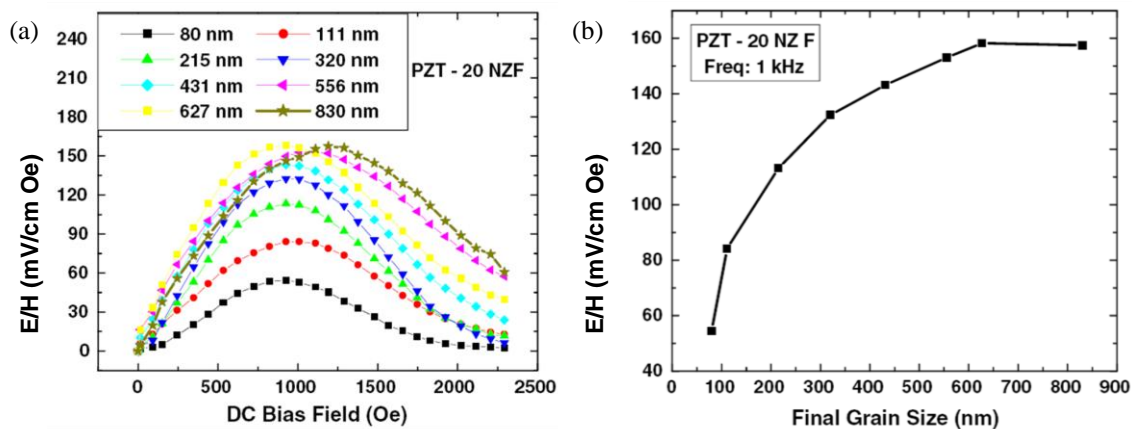 (a)
E/H (mV/cm Oe)
240
210
180
150
120
90
60
30
0
80 nm 111 nm
215 nm 320 nm
431 nm 556 nm
627 nm 830 nm
PZT - 20 NZF
0 500 1000 1500 2000 2500
DC Bias Field (Oe)
(b)
E/H (mV/cm Oe)
160
140
120
100
80
60
40
PZT - 20 NZ F
Freq: 1 kHz
0 100 200 300 400 500 600 700 800 900
Final Grain Size (nm)